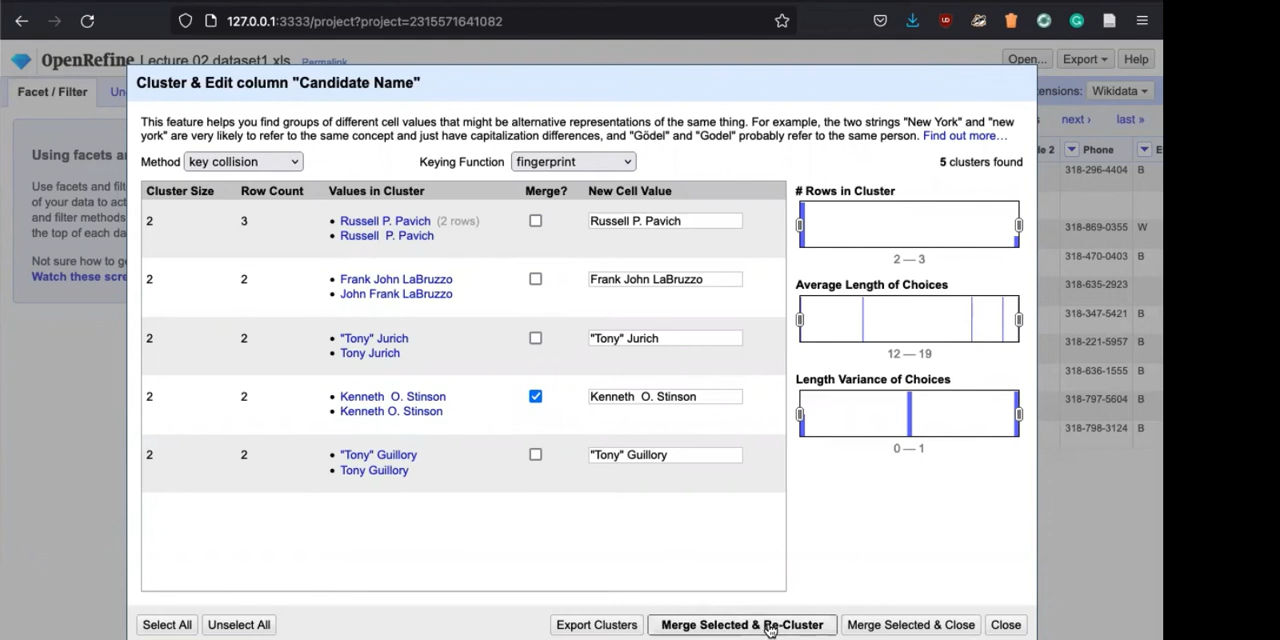 127.0.0.1:3333/project?project=2315571641082
OpenRefine Lecture 02 dataset1 xls Permalink
Open... Export Help
Facet / Filter
Extensions: Wikidata
next › last »
Phone
Using facets
Use facets and
of your data to
and filter methods
the top of each
Not sure how to
Watch these
318-296-4404 B
318-869-0355 W
318-470-0403 B
318-635-2923
318-347-5421 B
318-221-5957 B
318-636-1555 B
318-797-5604 B
318-798-3124 B
Cluster & Edit column "Candidate Name"
This feature helps you find groups of different cell values that might be alternative representations of the same thing. For example, the two strings "New York" and "new
york" are very likely to refer to the same concept and just have capitalization differences, and "Gödel" and "Godel" probably refer to the same person. Find out more...
Method key collision Keying Function fingerprint 5 clusters found
Cluster Size Row Count Values in Cluster Merge? New Cell Value
2 3 • Russell P. Pavich (2 rows) Russell P. Pavich
• Russell  P. Pavich
2 2 • Frank John LaBruzzo Frank John LaBruzzo
• John Frank LaBruzzo
2 2 • "Tony" Jurich "Tony" Jurich
• Tony Jurich
2 2 • Kenneth  O. Stinson Kenneth  O. Stinson
• Kenneth O. Stinson
2 2 • "Tony" Guillory "Tony" Guillory
• Tony Guillory
# Rows in Cluster
2 — 3
Average Length of Choices
12 — 19
Length Variance of Choices
0 — 1
Select All Unselect All Export Clusters Merge Selected & Re-Cluster Merge Selected & Close Close